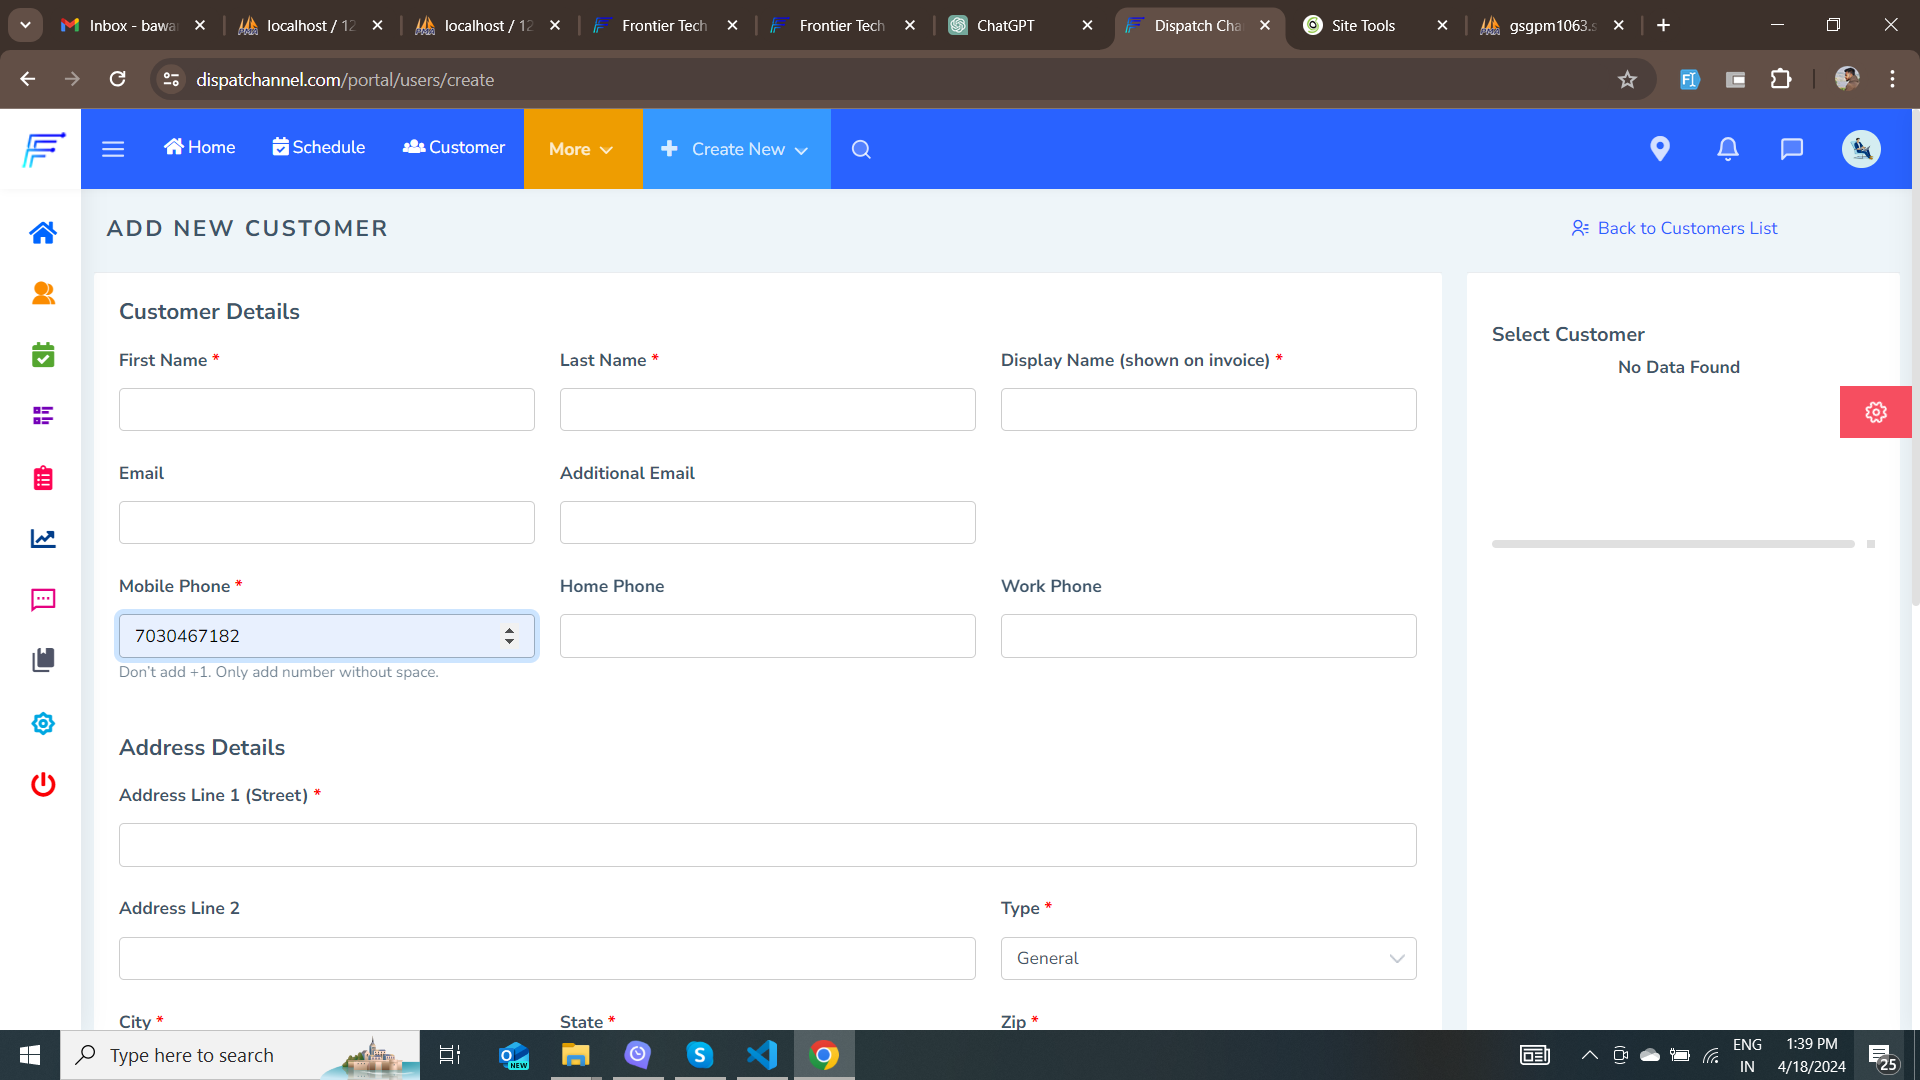 Inbox - bawa
localhost / 12
localhost / 12
Frontier Tech
Frontier Tech
ChatGPT
Dispatch Cha
Site Tools
gsgpm1063.s
dispatchannel.com/portal/users/create
Home
Schedule
Customer
More
Create New
ADD NEW CUSTOMER
Back to Customers List
Customer Details
First Name *
Last Name *
Display Name (shown on invoice) *
Email
Additional Email
Mobile Phone *
Home Phone
Work Phone
7030467182
Don't add +1. Only add number without space.
Select Customer
No Data Found
Address Details
Address Line 1 (Street) *
Address Line 2
Type *
General
City *
State *
Zip *
Type here to search
NEW
ENG
IN
1:39 PM
4/18/2024
25